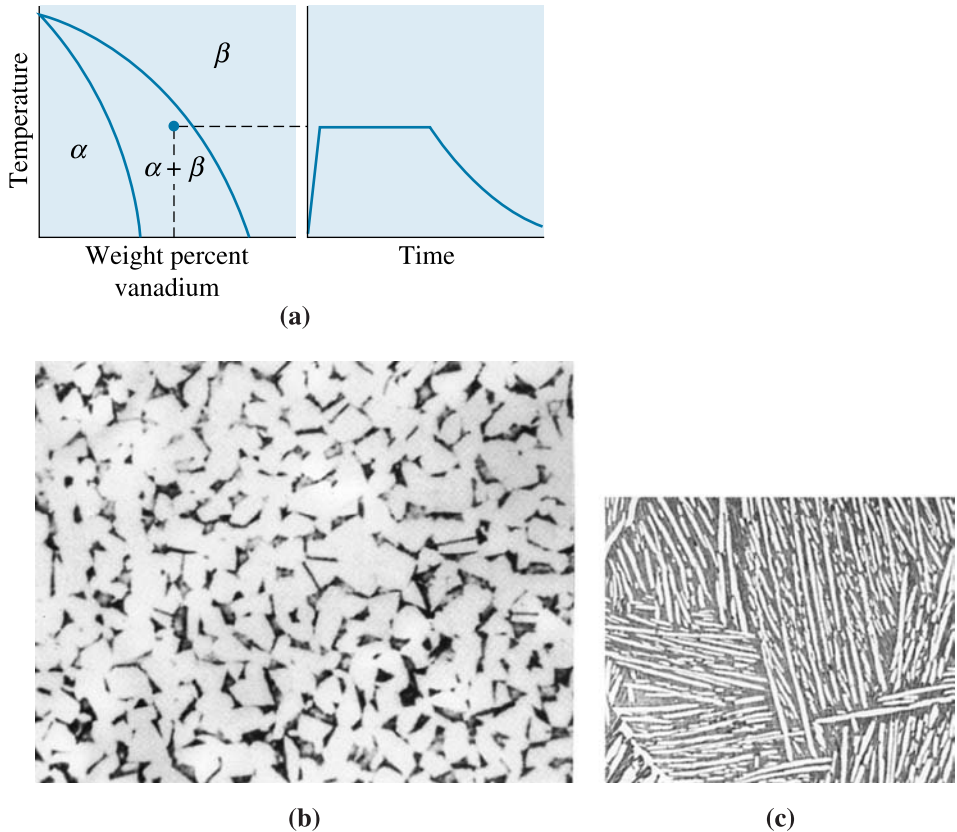 Temperature
β
α
α + β
Weight percent
vanadium
Time
(a)
(b)
(c)